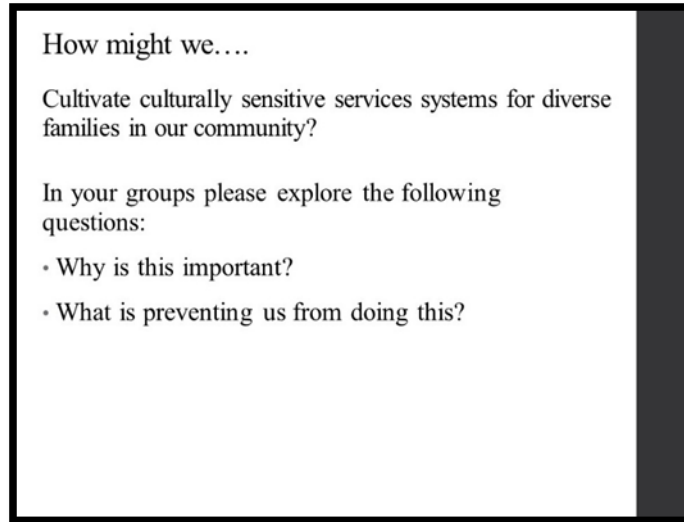 How might we….
Cultivate culturally sensitive services systems for diverse
families in our community?
In your groups please explore the following
questions:
• Why is this important?
• What is preventing us from doing this?